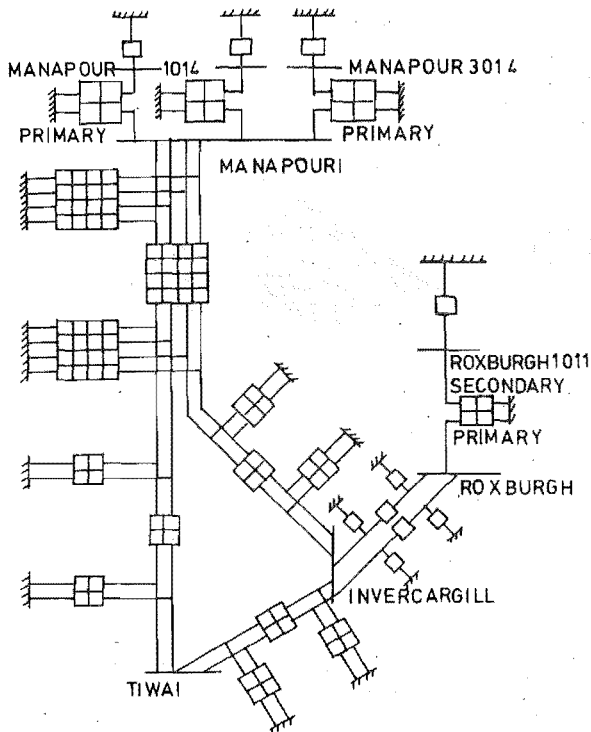 MANAPOUR 1014
MANAPOUR 3014
PRIMARY
PRIMARY
MANAPOURI
ROXBURGH 1011
SECONDARY
PRIMARY
ROXBURGH
INVERCARGILL
TIWAI